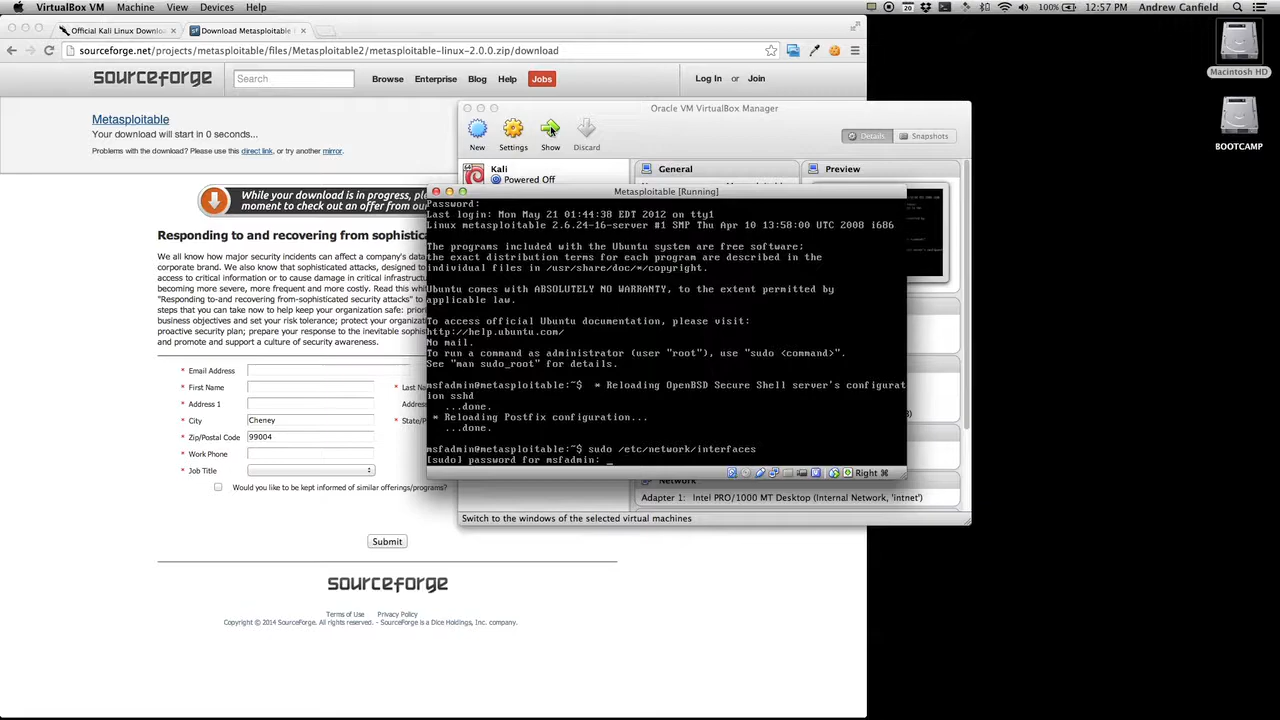 VirtualBox VM Machine View Devices Help
20 100% 12:57 PM Andrew Canfield
Official Kali Linux Downlo
Download Metasploitable
sourceforge.net/projects/metasploitable/files/Metasploitable2/metasploitable-linux-2.0.0.zip/download
sourceforge
Search
Browse Enterprise Blog Help Jobs
Log In or Join
Macintosh HD
BOOTCAMP
Metasploitable
Your download will start in 0 seconds...
Problems with the download? Please use this direct link, or try another mirror.
While your download is in progress, ple
moment to check out an offer from our
Responding to and recovering from sophistica
We all know how major security incidents can affect a company's data
corporate brand. We also know that sophisticated attacks, designed to
access to critical information or to cause damage in critical infrastructur
becoming more severe, more frequent and more costly. Read this whit
"Responding to-and recovering from-sophisticated security attacks" to
steps that you can take now to help keep your organization safe: priori
business objectives and set your risk tolerance; protect your organizat
proactive security plan; prepare your response to the inevitable sophis
and promote and support a culture of security awareness.
* Email Address
* First Name
* Last Na
* Address 1
Address
* City Cheney
* State/P
* Zip/Postal Code 99004
* Work Phone
* Job Title
Would you like to be kept informed of similar offerings/programs?
Submit
sourceforge
Terms of Use Privacy Policy
Copyright © 2014 SourceForge. All rights reserved. - SourceForge is a Dice Holdings, Inc. company.
Oracle VM VirtualBox Manager
New Settings Show Discard
Details Snapshots
Kali
Powered Off
General
Preview
Metasploitable [Running]
Password:
Last login: Mon May 21 01:44:38 EDT 2012 on tty1
Linux metasploitable 2.6.24-16-server #1 SMP Thu Apr 10 13:58:00 UTC 2008 i686
The programs included with the Ubuntu system are free software;
the exact distribution terms for each program are described in the
individual files in /usr/share/doc/*/copyright.
Ubuntu comes with ABSOLUTELY NO WARRANTY, to the extent permitted by
applicable law.
To access official Ubuntu documentation, please visit:
http://help.ubuntu.com/
No mail.
To run a command as administrator (user "root"), use "sudo <command>".
See "man sudo_root" for details.
msfadmin@metasploitable:~$  * Reloading OpenBSD Secure Shell server's configurat
ion sshd
...done.
* Reloading Postfix configuration...
...done.
msfadmin@metasploitable:~$ sudo /etc/network/interfaces
[sudo] password for msfadmin: _
Right ⌘
Network
Adapter 1: Intel PRO/1000 MT Desktop (Internal Network, 'intnet')
Switch to the windows of the selected virtual machines